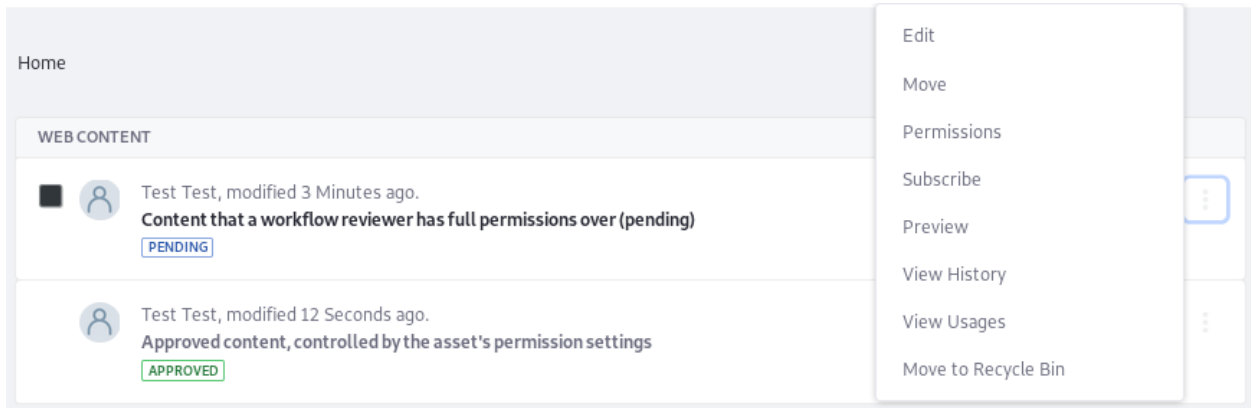 Home
WEB CONTENT
Test Test, modified 3 Minutes ago.
Content that a workflow reviewer has full permissions over (pending)
PENDING
Test Test, modified 12 Seconds ago.
Approved content, controlled by the asset's permission settings
APPROVED
Edit
Move
Permissions
Subscribe
Preview
View History
View Usages
Move to Recycle Bin